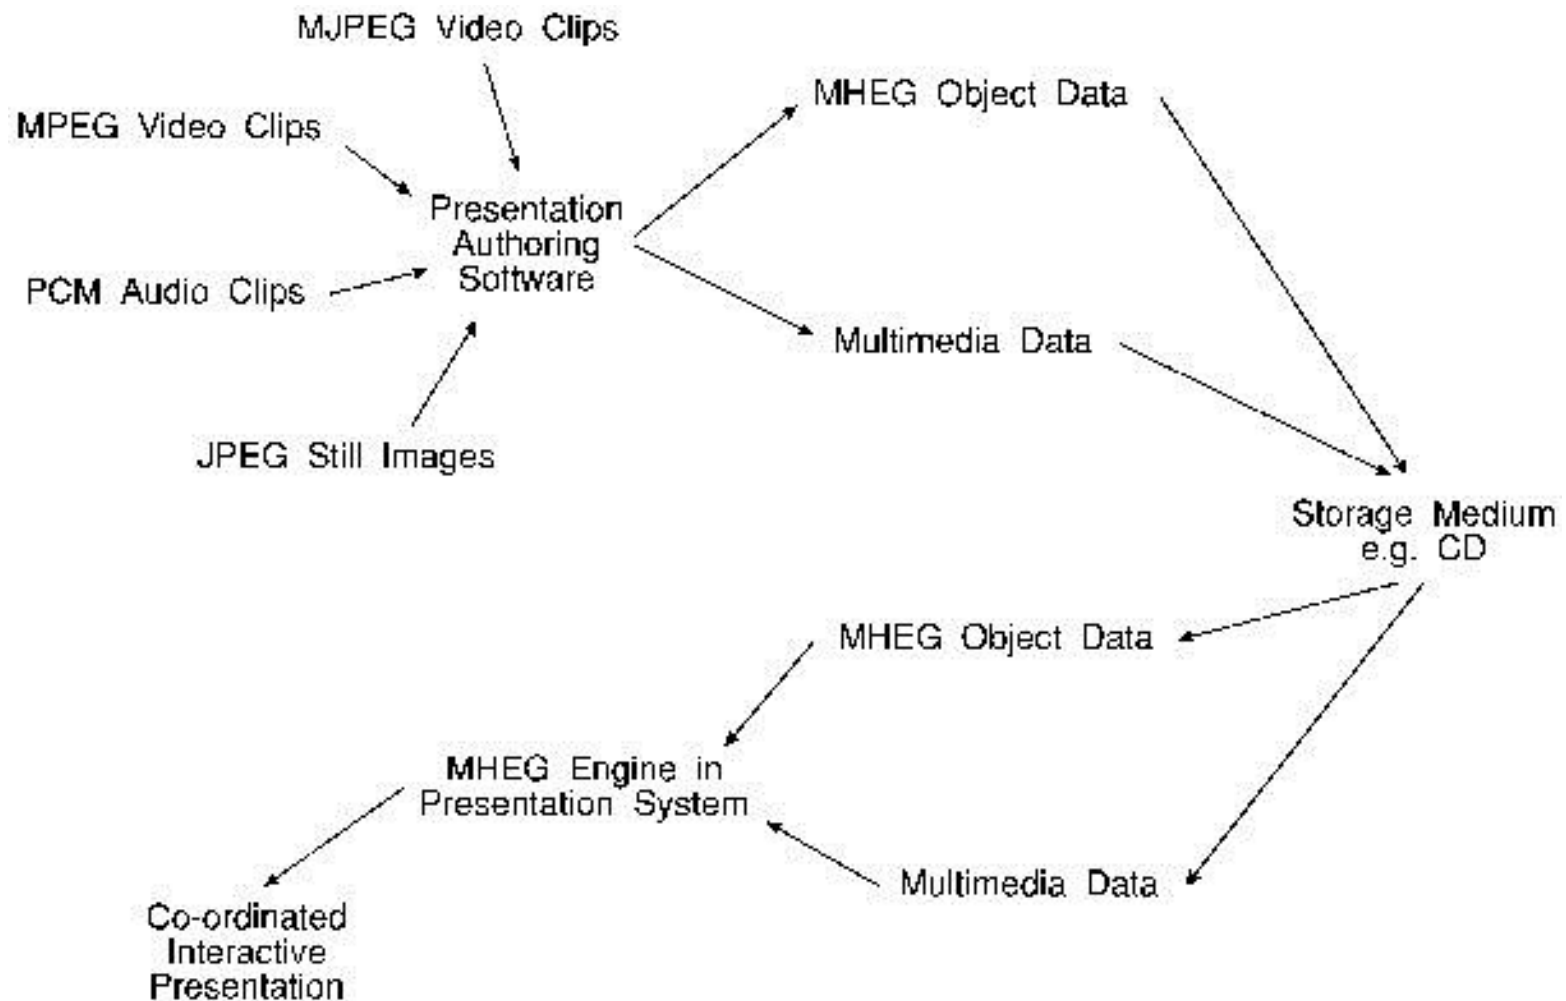 MJPEG Video Clips
MHEG Object Data
MPEG Video Clips
Presentation
Authoring
Software
PCM Audio Clips
Multimedia Data
JPEG Still Images
Storage Medium
e.g. CD
MHEG Object Data
MHEG Engine in
Presentation System
Multimedia Data
Co-ordinated
Interactive
Presentation